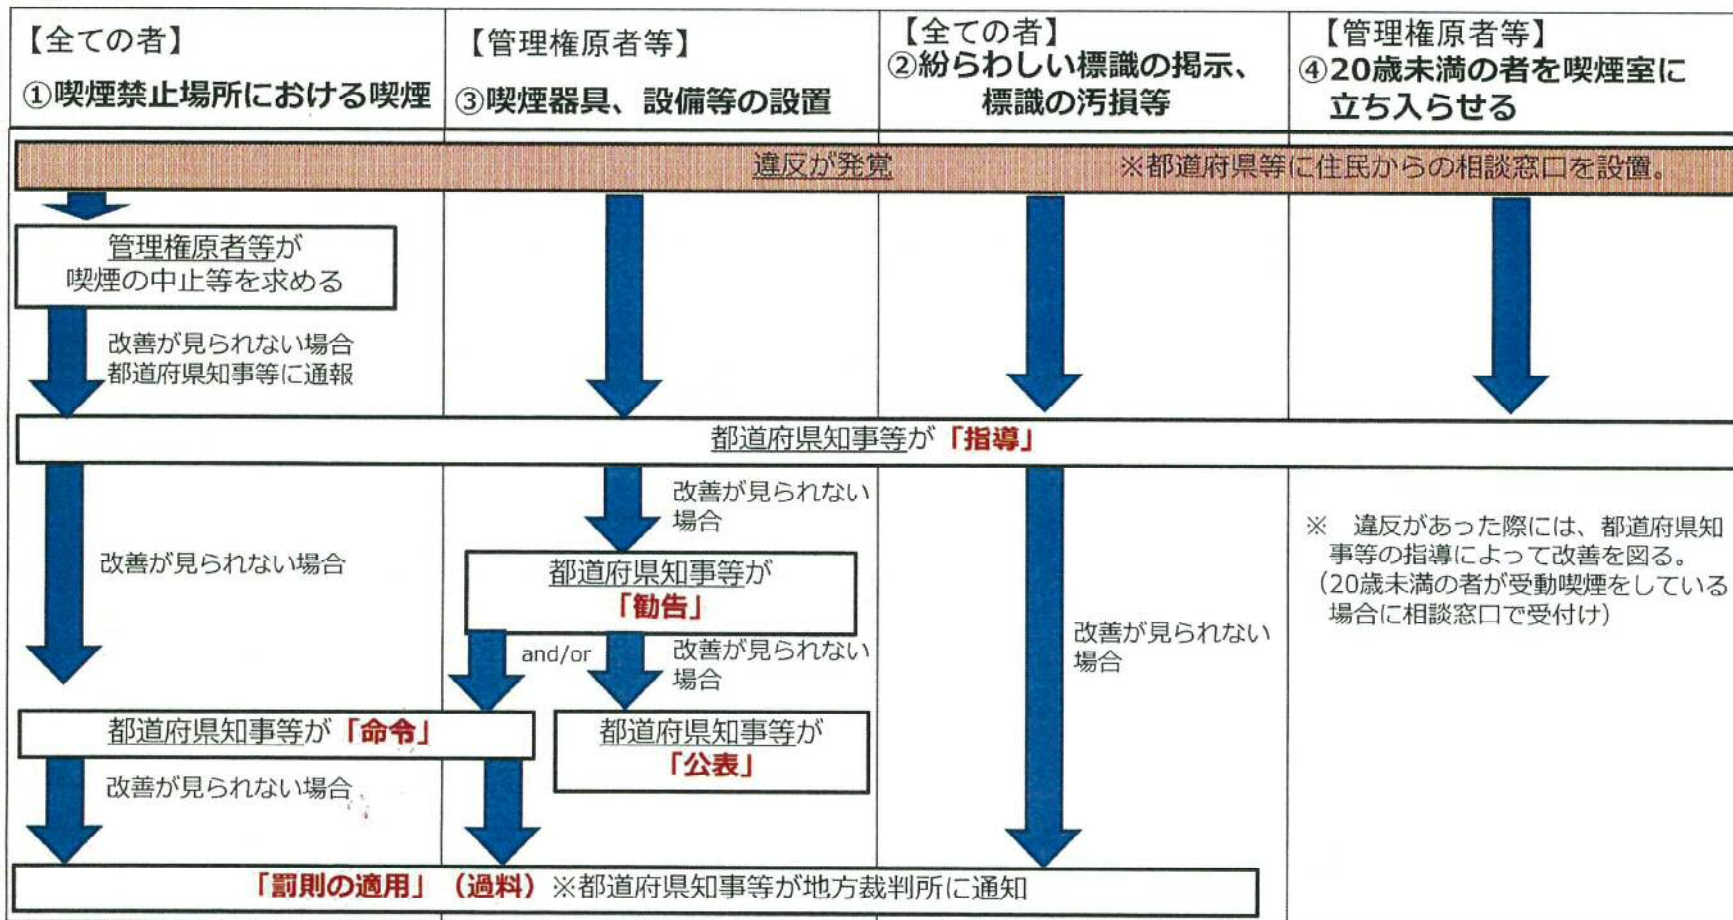 【全ての者】
①喫煙禁止場所における喫煙
【管理権原者等】
③喫煙器具、設備等の設置
【全ての者】
②紛らわしい標識の掲示、
標識の汚損等
【管理権原者等】
④20歳未満の者を喫煙室に
立ち入らせる
違反が発覚 ※都道府県等に住民からの相談窓口を設置。
管理権原者等が
喫煙の中止等を求める
改善が見られない場合
都道府県知事等に通報
都道府県知事等が「指導」
改善が見られない場合
改善が見られない
場合
都道府県知事等が
「勧告」
and/or
改善が見られない
場合
改善が見られない
場合
※　違反があった際には、都道府県知
事等の指導によって改善を図る。
（20歳未満の者が受動喫煙をしている
場合に相談窓口で受付け）
都道府県知事等が「命令」
都道府県知事等が
「公表」
改善が見られない場合
「罰則の適用」（過料）※都道府県知事等が地方裁判所に通知